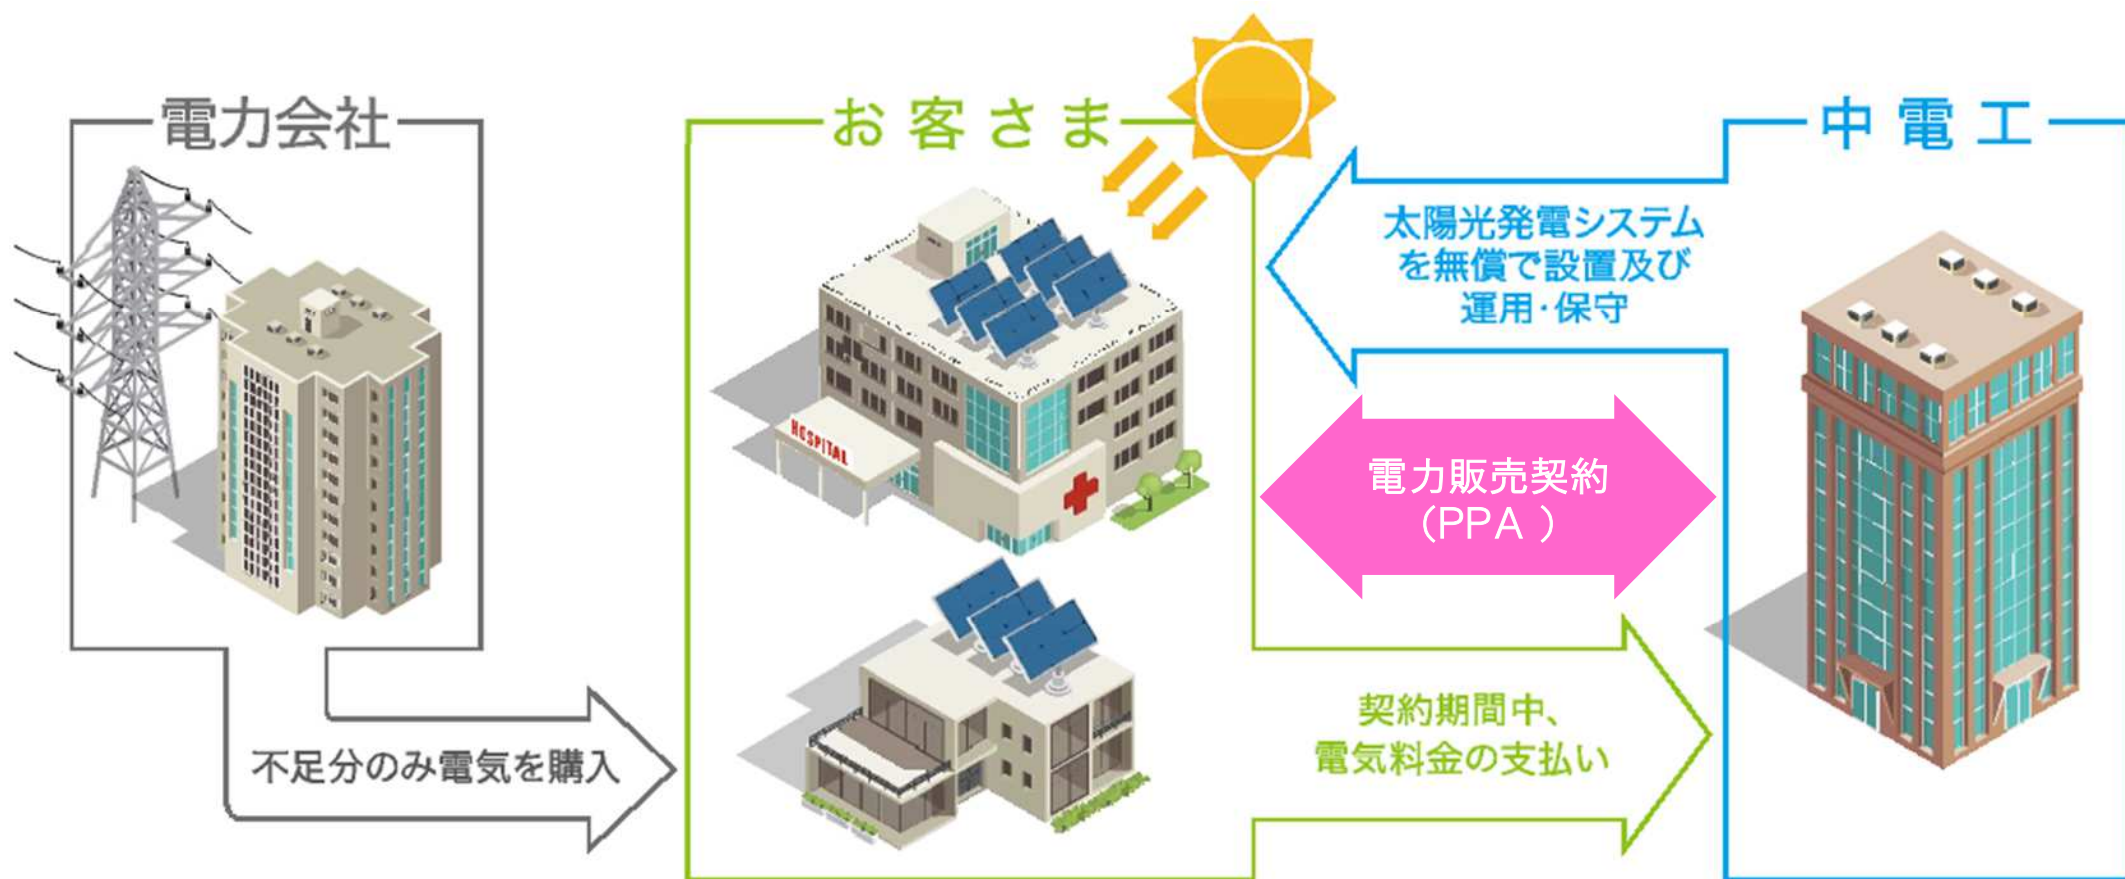 電力会社
お客さま
中電工
太陽光発電システム
を無償で設置及び
運用・保守
HOSPITAL
電力販売契約
（PPA ）
契約期間中、
電気料金の支払い
不足分のみ電気を購入